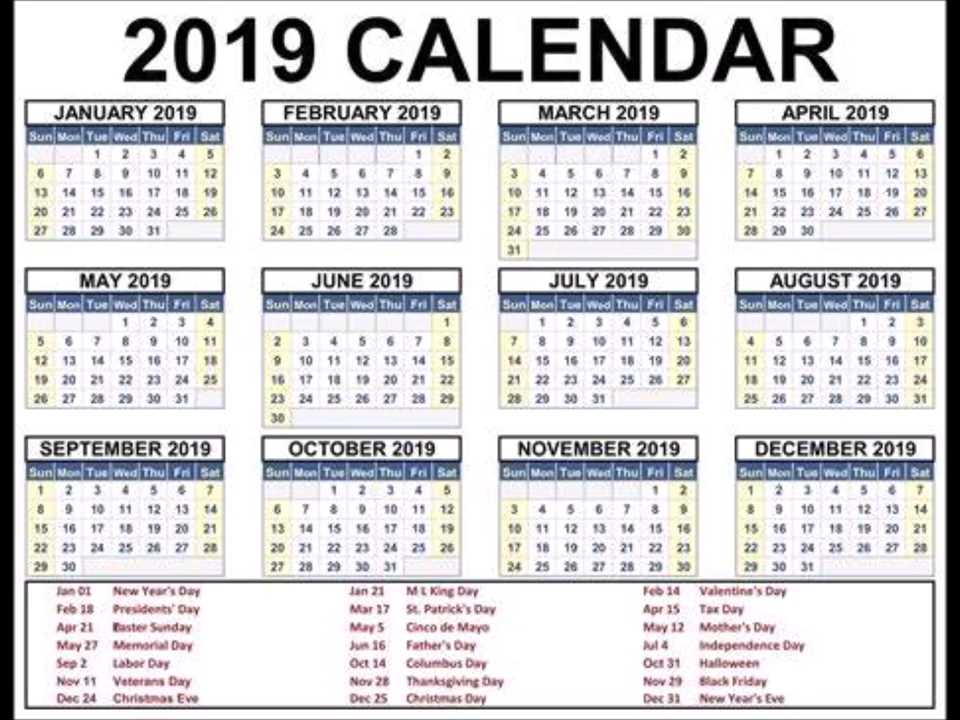 2019 CALENDAR
JANUARY 2019 FEBRUARY 2019 MARCH 2019 APRIL 2019
Sun Mon Tue Wed Thu Fri Sat Sun Mon Tue Wed Thu Fri Sat Sun Mon Tue Wed Thu Fri Sat Sun Mon Tue Wed Thu Fri Sat
1 2 3 4 5 1 2 1 2 1 2 3 4 5 6
6 7 8 9 10 11 12 3 4 5 6 7 8 9 3 4 5 6 7 8 9 7 8 9 10 11 12 13
13 14 15 16 17 18 19 10 11 12 13 14 15 16 10 11 12 13 14 15 16 14 15 16 17 18 19 20
20 21 22 23 24 25 26 17 18 19 20 21 22 23 17 18 19 20 21 22 23 21 22 23 24 25 26 27
27 28 29 30 31 24 25 26 27 28 24 25 26 27 28 29 30 28 29 30
31
MAY 2019 JUNE 2019 JULY 2019 AUGUST 2019
Sun Mon Tue Wed Thu Fri Sat Sun Mon Tue Wed Thu Fri Sat Sun Mon Tue Wed Thu Fri Sat Sun Mon Tue Wed Thu Fri Sat
1 2 3 4 1 1 2 3 4 5 6 1 2 3
5 6 7 8 9 10 11 2 3 4 5 6 7 8 7 8 9 10 11 12 13 4 5 6 7 8 9 10
12 13 14 15 16 17 18 9 10 11 12 13 14 15 14 15 16 17 18 19 20 11 12 13 14 15 16 17
19 20 21 22 23 24 25 16 17 18 19 20 21 22 21 22 23 24 25 26 27 18 19 20 21 22 23 24
26 27 28 29 30 31 23 24 25 26 27 28 29 28 29 30 31 25 26 27 28 29 30 31
30
SEPTEMBER 2019 OCTOBER 2019 NOVEMBER 2019 DECEMBER 2019
Sun Mon Tue Wed Thu Fri Sat Sun Mon Tue Wed Thu Fri Sat Sun Mon Tue Wed Thu Fri Sat Sun Mon Tue Wed Thu Fri Sat
1 2 3 4 5 6 7 1 2 3 4 5 1 2 1 2 3 4 5 6 7
8 9 10 11 12 13 14 6 7 8 9 10 11 12 3 4 5 6 7 8 9 8 9 10 11 12 13 14
15 16 17 18 19 20 21 13 14 15 16 17 18 19 10 11 12 13 14 15 16 15 16 17 18 19 20 21
22 23 24 25 26 27 28 20 21 22 23 24 25 26 17 18 19 20 21 22 23 22 23 24 25 26 27 28
29 30 27 28 29 30 31 24 25 26 27 28 29 30 29 30 31
Jan 01 New Year's Day Jan 21 M L King Day Feb 14 Valentine's Day
Feb 18 Presidents' Day Mar 17 St. Patrick's Day Apr 15 Tax Day
Apr 21 Easter Sunday May 5 Cinco de Mayo May 12 Mother's Day
May 27 Memorial Day Jun 16 Father's Day Jul 4 Independence Day
Sep 2 Labor Day Oct 14 Columbus Day Oct 31 Halloween
Nov 11 Veterans Day Nov 28 Thanksgiving Day Nov 29 Black Friday
Dec 24 Christmas Eve Dec 25 Christmas Day Dec 31 New Year's Eve